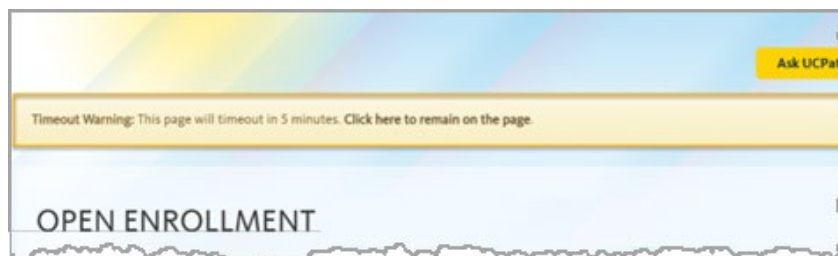 Ask UCPat
Timeout Warning: This page will timeout in 5 minutes. Click here to remain on the page.
OPEN ENROLLMENT